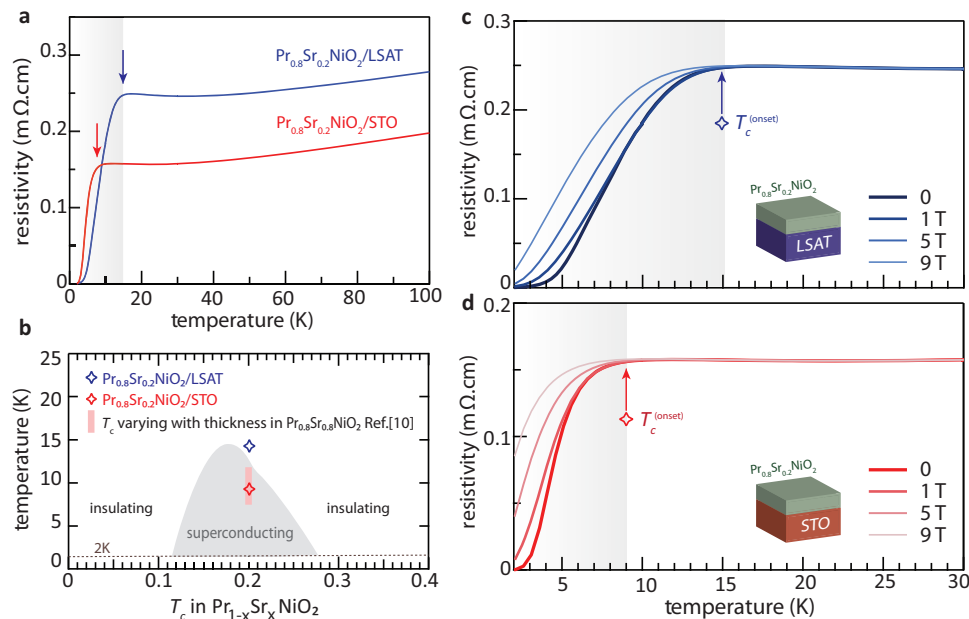 a
resistivity (mΩ.cm)
0.3
0.2
0.1
0
Pr0.8Sr0.2NiO2/LSAT
Pr0.8Sr0.2NiO2/STO
0 20 40 60 80 100
temperature (K)
b
temperature (K)
25
20
15
10
5
0
Pr0.8Sr0.2NiO2/LSAT
Pr0.8Sr0.2NiO2/STO
Tc varying with thickness in Pr0.8Sr0.8NiO2 Ref.[10]
insulating
superconducting
insulating
2K
0 0.1 0.2 0.3 0.4
Tc in Pr1-xSrxNiO2
c
resistivity (mΩ.cm)
0.3
0.2
0.1
0
Tc(onset)
Pr0.8Sr0.2NiO2
LSAT
0
1 T
5 T
9 T
temperature (K)
d
resistivity (mΩ.cm)
0.2
0.1
0
Tc(onset)
Pr0.8Sr0.2NiO2
STO
0
1 T
5 T
9 T
5 10 15 20 25 30
temperature (K)